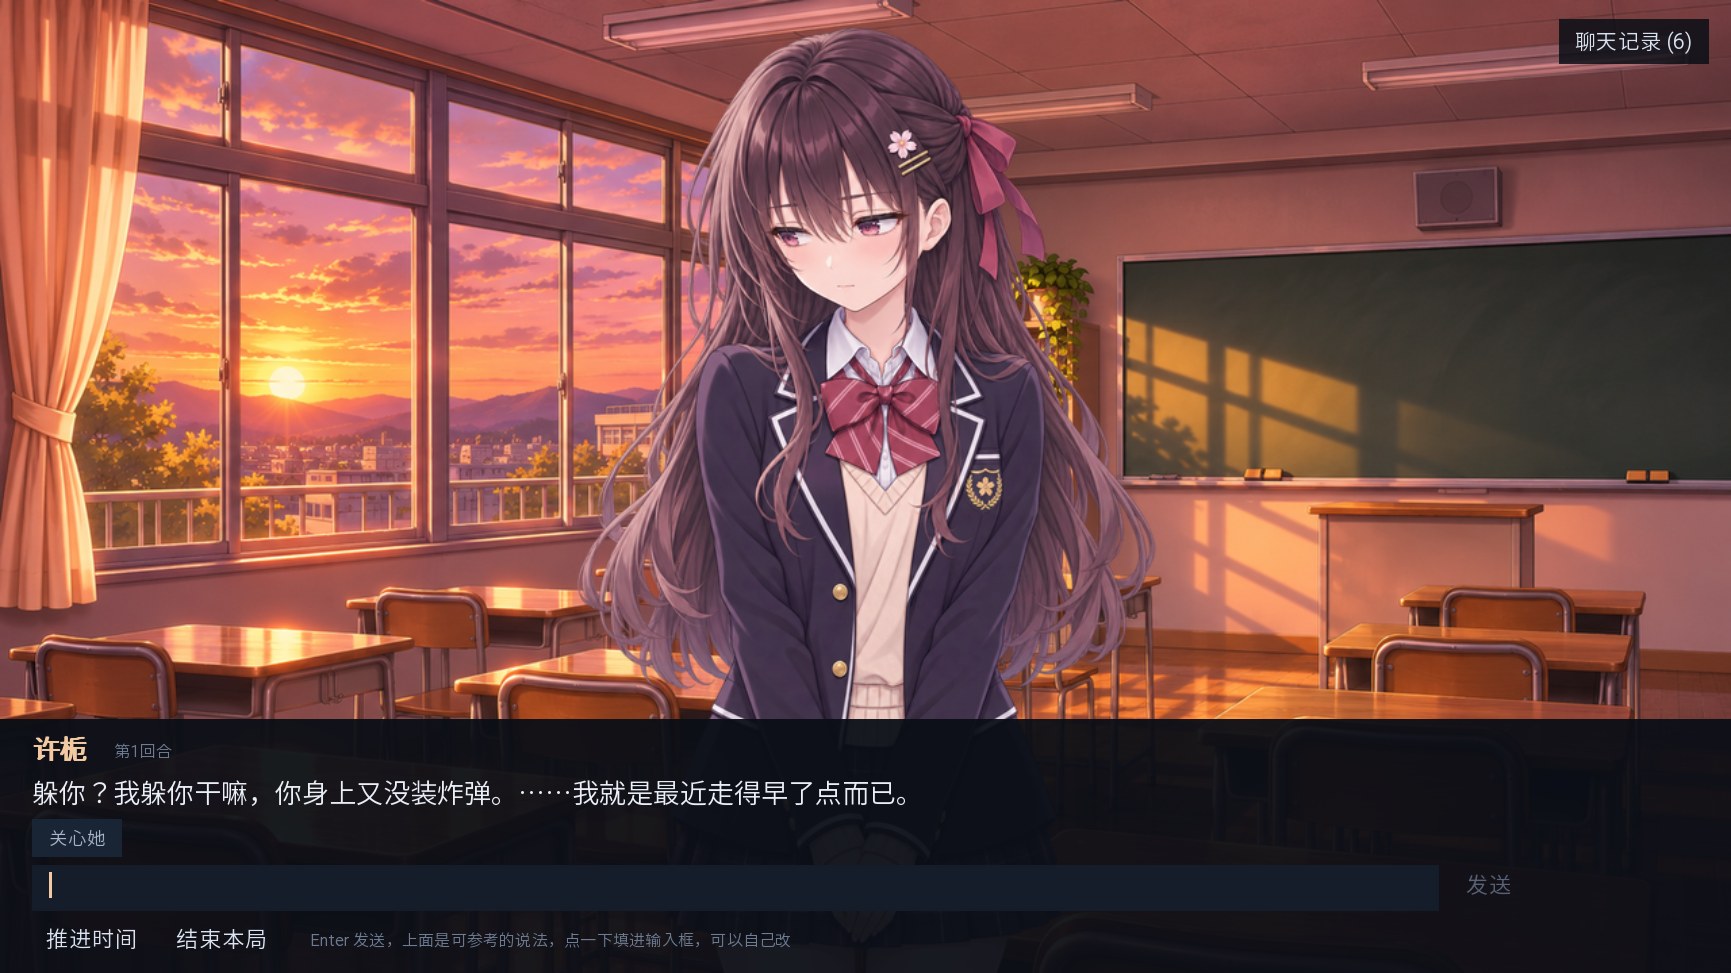 聊天记录 (6)
许栀 第1回合
躲你？我躲你干嘛，你身上又没装炸弹。……我就是最近走得早了点而已。
关心她
发送
推进时间 结束本局 Enter 发送，上面是可参考的说法，点一下填进输入框，可以自己改